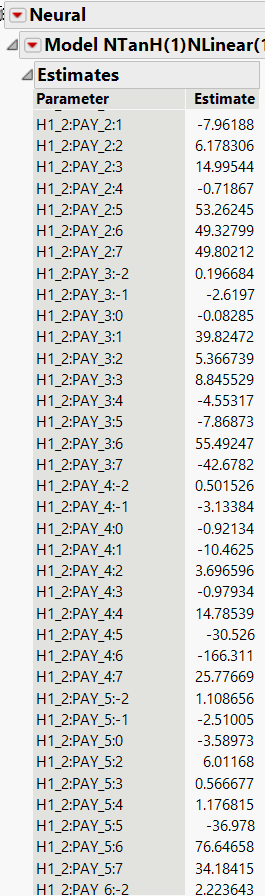 Neural
Model NTanH(1)NLinear(1
Estimates
Parameter Estimate
H1_2:PAY_2:1 -7.96188
H1_2:PAY_2:2 6.178306
H1_2:PAY_2:3 14.99544
H1_2:PAY_2:4 -0.71867
H1_2:PAY_2:5 53.26245
H1_2:PAY_2:6 49.32779
H1_2:PAY_2:7 49.80212
H1_2:PAY_3:-2 0.196684
H1_2:PAY_3:-1 -2.6197
H1_2:PAY_3:0 -0.08285
H1_2:PAY_3:1 39.82472
H1_2:PAY_3:2 5.366739
H1_2:PAY_3:3 8.845529
H1_2:PAY_3:4 -4.55317
H1_2:PAY_3:5 -7.86873
H1_2:PAY_3:6 55.49247
H1_2:PAY_3:7 -42.6782
H1_2:PAY_4:-2 0.501526
H1_2:PAY_4:-1 -3.13384
H1_2:PAY_4:0 -0.92134
H1_2:PAY_4:1 -10.4625
H1_2:PAY_4:2 3.696596
H1_2:PAY_4:3 -0.97934
H1_2:PAY_4:4 14.78539
H1_2:PAY_4:5 -30.526
H1_2:PAY_4:6 -166.311
H1_2:PAY_4:7 25.77669
H1_2:PAY_5:-2 1.108656
H1_2:PAY_5:-1 -2.51005
H1_2:PAY_5:0 -3.58973
H1_2:PAY_5:2 6.01168
H1_2:PAY_5:3 0.566677
H1_2:PAY_5:4 1.176815
H1_2:PAY_5:5 -36.978
H1_2:PAY_5:6 76.64658
H1_2:PAY_5:7 34.18415
H1_2:PAY_6:-2 2.223643